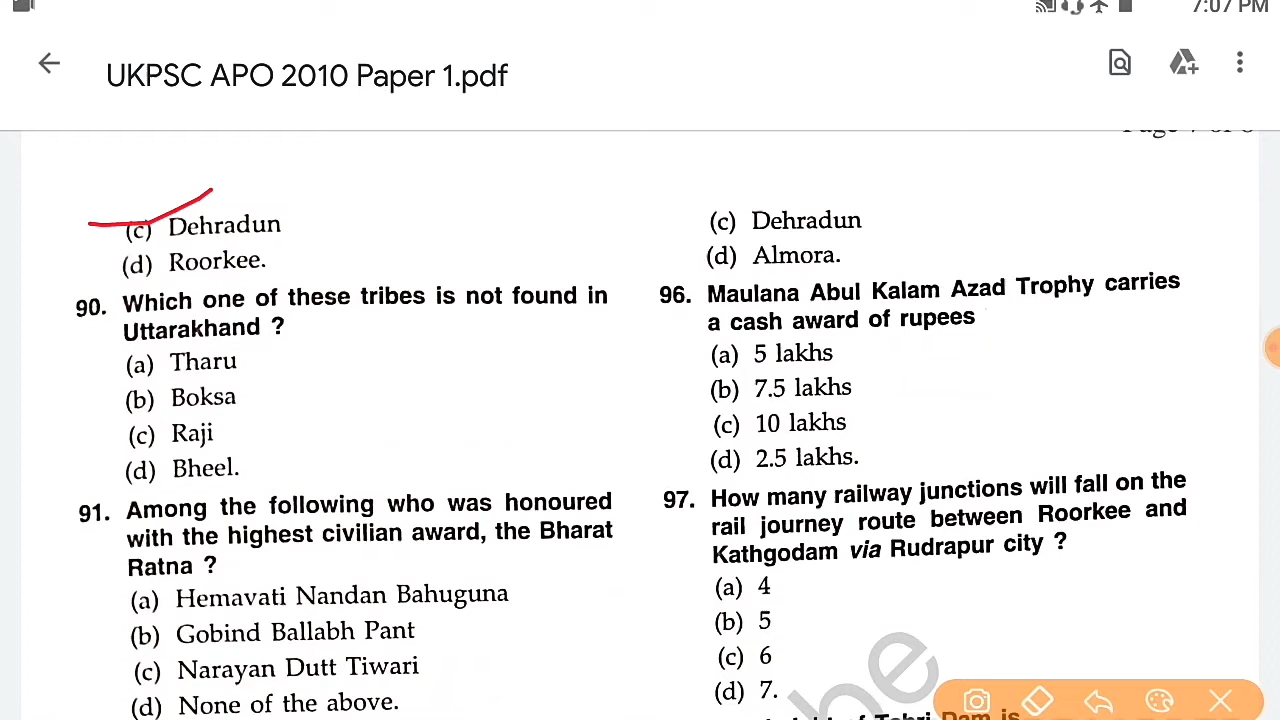 7:07 PM
UKPSC APO 2010 Paper 1.pdf
(c) Dehradun
(d) Roorkee.
90. Which one of these tribes is not found in
Uttarakhand ?
(a) Tharu
(b) Boksa
(c) Raji
(d) Bheel.
91. Among the following who was honoured
with the highest civilian award, the Bharat
Ratna ?
(a) Hemavati Nandan Bahuguna
(b) Gobind Ballabh Pant
(c) Narayan Dutt Tiwari
(d) None of the above.
(c) Dehradun
(d) Almora.
96. Maulana Abul Kalam Azad Trophy carries
a cash award of rupees
(a) 5 lakhs
(b) 7.5 lakhs
(c) 10 lakhs
(d) 2.5 lakhs.
97. How many railway junctions will fall on the
rail journey route between Roorkee and
Kathgodam via Rudrapur city ?
(a) 4
(b) 5
(c) 6
(d) 7.
of Tehri Dam is